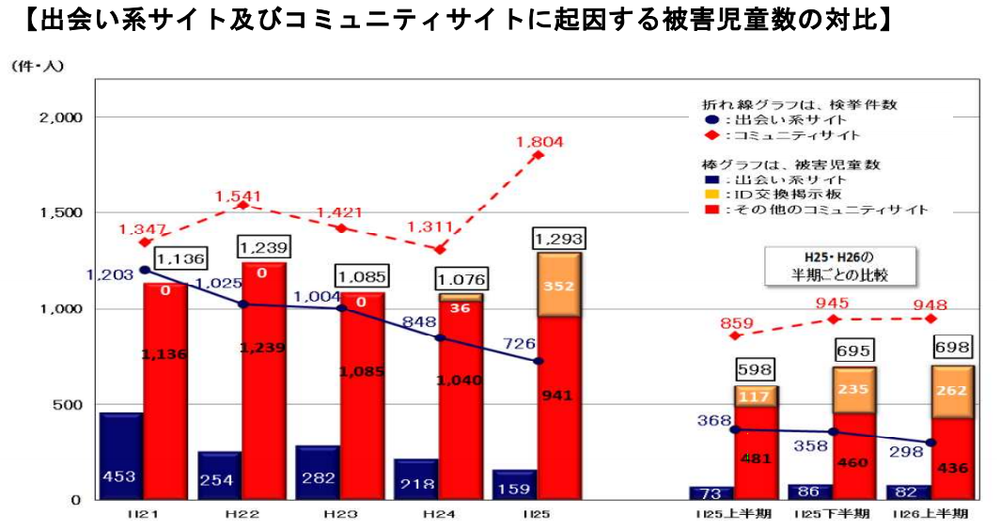 【出会い系サイト及びコミュニティサイトに起因する被害児童数の対比】
(件・人)
2,000
1,500
1,000
500
0
折れ線グラフは、検挙件数
：出会い系サイト
：コミュニティサイト
棒グラフは、被害児童数
：出会い系サイト
：ID交換掲示板
：その他のコミュニティサイト
H25・H26の
半期ごとの比較
1,347
1,541
1,421
1,311
1,804
1,136
1,239
1.085
1.076
1,293
1,203
1,025
1,004
848
726
0
0
0
36
352
1,136
1,239
1,085
1,040
941
453
254
282
218
159
859
945
948
598
695
698
117
235
262
368
358
298
481
460
436
73
86
82
H21
H22
H23
H24
H25
H25上半期
H25下半期
H26上半期